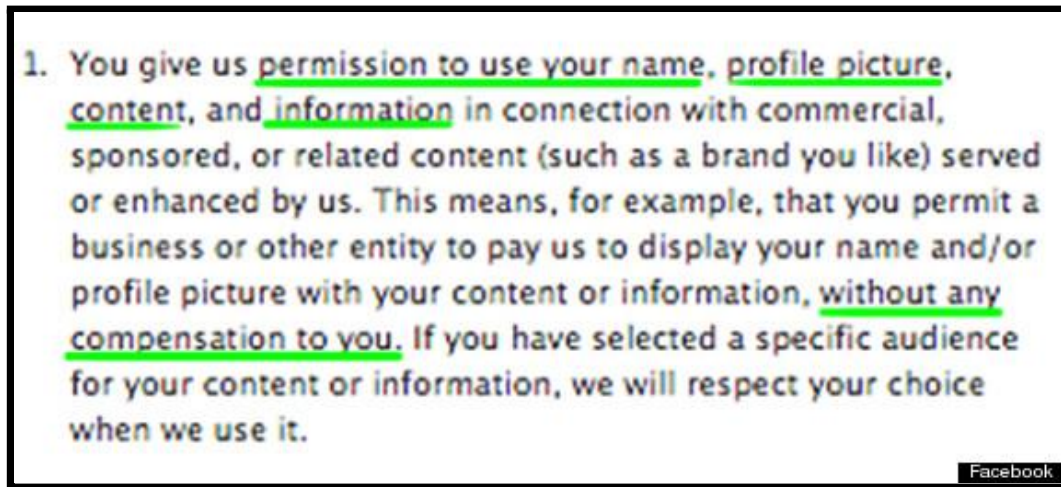 1. You give us permission to use your name, profile picture,
content, and information in connection with commercial,
sponsored, or related content (such as a brand you like) served
or enhanced by us. This means, for example, that you permit a
business or other entity to pay us to display your name and/or
profile picture with your content or information, without any
compensation to you. If you have selected a specific audience
for your content or information, we will respect your choice
when we use it.
Facebook